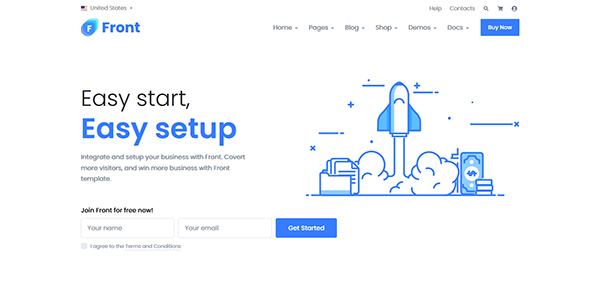 United States
Help Contacts
F Front
Home Pages Blog Shop Demos Docs Buy Now
Easy start,
Easy setup
Integrate and setup your business with Front. Covert
more visitors, and win more business with Front
template.
$
Join Front for free now!
Your name Your email Get Started
I agree to the Terms and Conditions